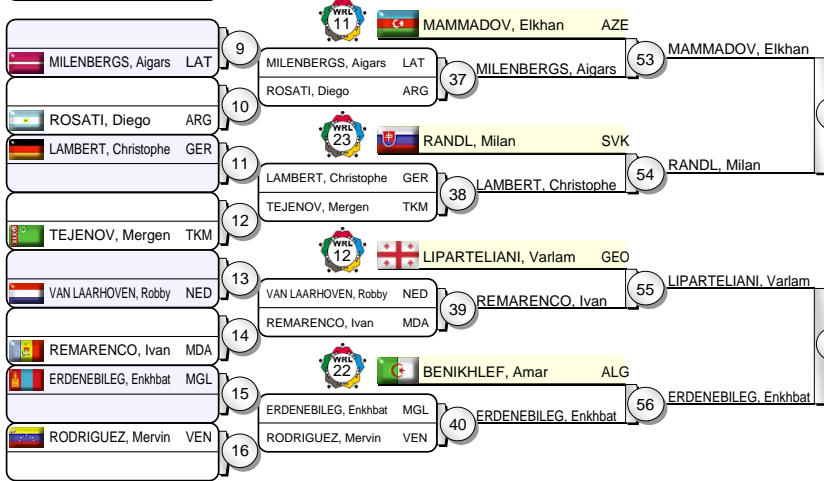 WRL 11
MAMMADOV, Elkhan AZE
9
53
MAMMADOV, Elkhan
MILENBERGS, Aigars LAT
MILENBERGS, Aigars LAT
37
MILENBERGS, Aigars
ROSATI, Diego ARG
10
ROSATI, Diego ARG
WRL 23
RANDL, Milan SVK
LAMBERT, Christophe GER
11
54
RANDL, Milan
LAMBERT, Christophe GER
38
LAMBERT, Christophe
TEJENOV, Mergen TKM
12
TEJENOV, Mergen TKM
WRL 12
LIPARTELIANI, Varlam GEO
13
55
LIPARTELIANI, Varlam
VAN LAARHOVEN, Robby NED
VAN LAARHOVEN, Robby NED
39
REMARENCO, Ivan
REMARENCO, Ivan MDA
14
REMARENCO, Ivan MDA
WRL 22
BENIKHLEF, Amar ALG
ERDENEBILEG, Enkhbat MGL
15
56
ERDENEBILEG, Enkhbat
ERDENEBILEG, Enkhbat MGL
40
ERDENEBILEG, Enkhbat
RODRIGUEZ, Mervin VEN
RODRIGUEZ, Mervin VEN
16